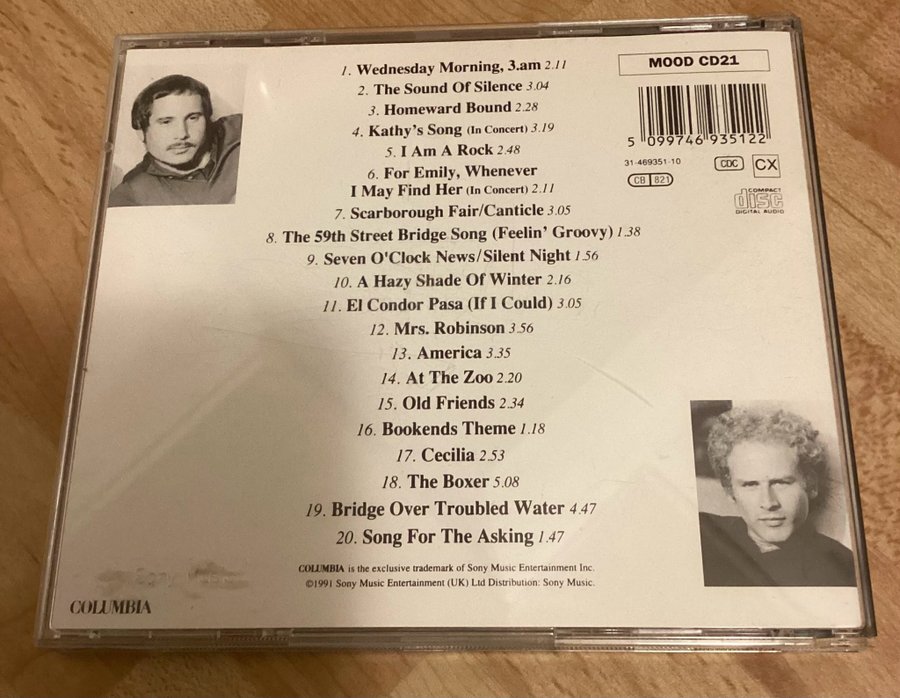 1. Wednesday Morning, 3.am 2.11
2. The Sound Of Silence 3.04
3. Homeward Bound 2.28
4. Kathy's Song (In Concert) 3.19
5. I Am A Rock 2.48
6. For Emily, Whenever
I May Find Her (In Concert) 2.11
7. Scarborough Fair/Canticle 3.05
8. The 59th Street Bridge Song (Feelin' Groovy) 1.38
9. Seven O'Clock News/Silent Night 1.56
10. A Hazy Shade Of Winter 2.16
11. El Condor Pasa (If I Could) 3.05
12. Mrs. Robinson 3.56
13. America 3.35
14. At The Zoo 2.20
15. Old Friends 2.34
16. Bookends Theme 1.18
17. Cecilia 2.53
18. The Boxer 5.08
19. Bridge Over Troubled Water 4.47
20. Song For The Asking 1.47
COLUMBIA is the exclusive trademark of Sony Music Entertainment Inc.
©1991 Sony Music Entertainment (UK) Ltd Distribution: Sony Music.
COLUMBIA
MOOD CD21
5 099746 935122
31-469351-10
CDC
CX
CB 821
COMPACT
disc
DIGITAL AUDIO